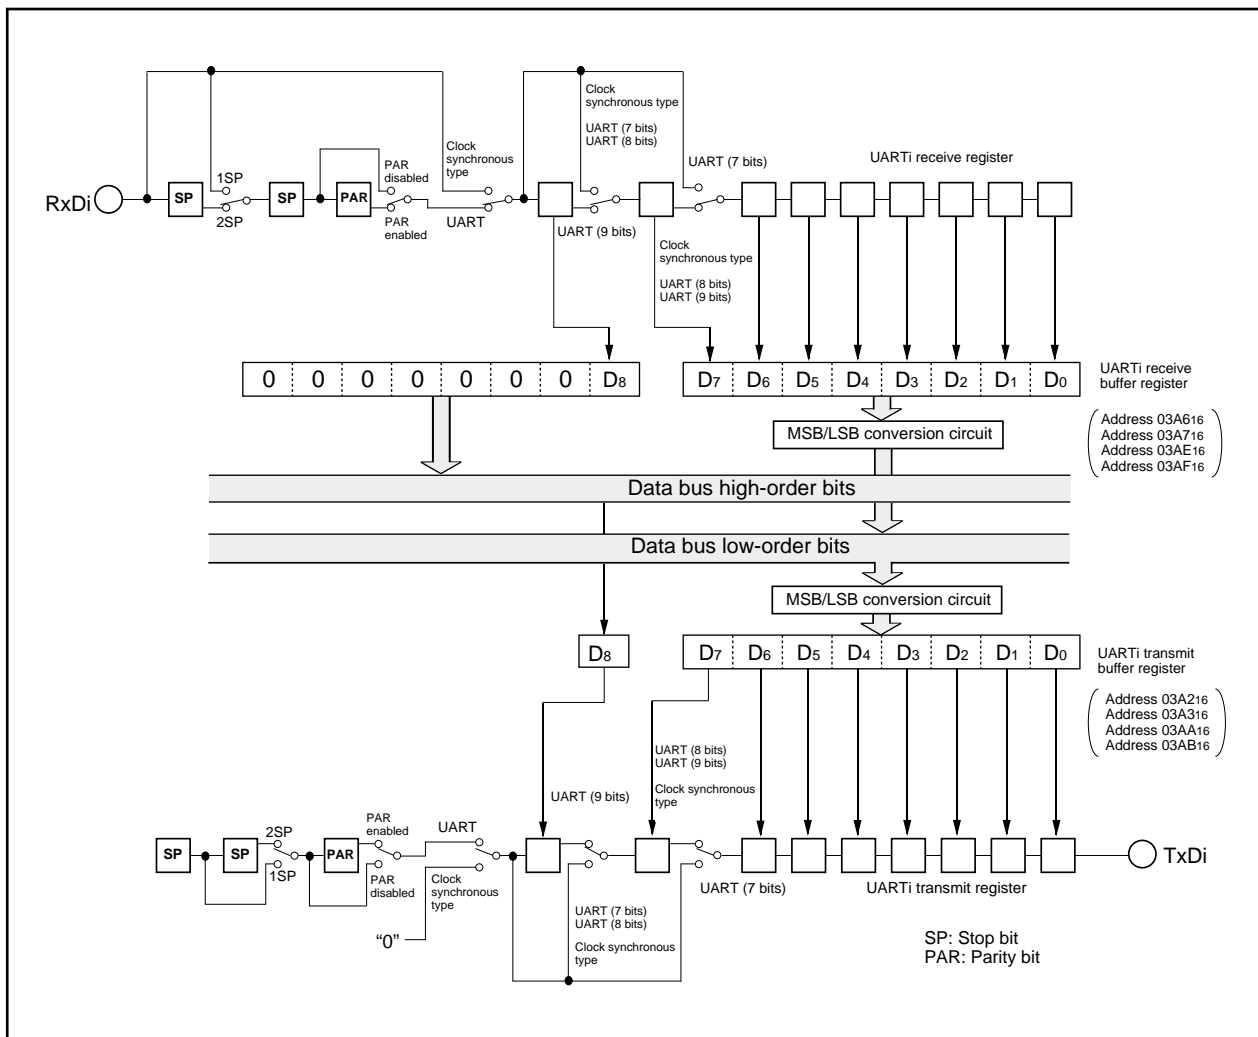 Clock synchronous type
UART (7 bits)
UART (8 bits)
Clock
synchronous
type
PAR
disabled
1SP
UART (7 bits)
UARTi receive register
RxDi
SP
SP
PAR
2SP
PAR
enabled
UART
UART (9 bits)
Clock
synchronous type
UART (8 bits)
UART (9 bits)
0 0 0 0 0 0 0 D8
D7 D6 D5 D4 D3 D2 D1 D0
UARTi receive
buffer register
MSB/LSB conversion circuit
Address 03A616
Address 03A716
Address 03AE16
Address 03AF16
Data bus high-order bits
Data bus low-order bits
MSB/LSB conversion circuit
D8
D7 D6 D5 D4 D3 D2 D1 D0
UARTi transmit
buffer register
Address 03A216
Address 03A316
Address 03AA16
Address 03AB16
UART (8 bits)
UART (9 bits)
Clock synchronous
type
UART (9 bits)
2SP
PAR
enabled
UART
SP
SP
PAR
TxDi
1SP
PAR
disabled
Clock
synchronous
type
UART (7 bits)
UARTi transmit register
UART (7 bits)
UART (8 bits)
Clock synchronous
type
“0”
SP: Stop bit
PAR: Parity bit